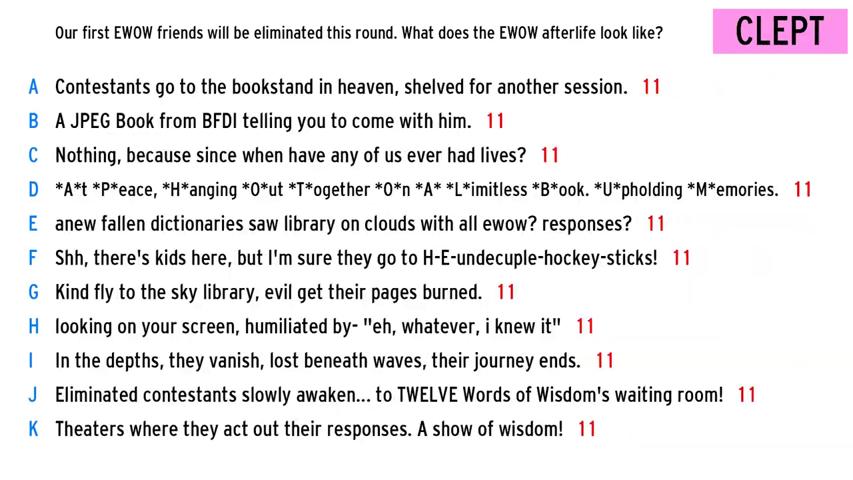 Our first EWOW friends will be eliminated this round. What does the EWOW afterlife look like?
CLEPT
A Contestants go to the bookstand in heaven, shelved for another session. 11
B A JPEG Book from BFDI telling you to come with him. 11
C Nothing, because since when have any of us ever had lives? 11
D *A*t *P*eace, *H*anging *O*ut *T*ogether *O*n *A* *L*imitless *B*ook. *U*pholding *M*emories. 11
E anew fallen dictionaries saw library on clouds with all ewow? responses? 11
F Shh, there's kids here, but I'm sure they go to H-E-undecuple-hockey-sticks! 11
G Kind fly to the sky library, evil get their pages burned. 11
H looking on your screen, humiliated by- "eh, whatever, i knew it" 11
I In the depths, they vanish, lost beneath waves, their journey ends. 11
J Eliminated contestants slowly awaken... to TWELVE Words of Wisdom's waiting room! 11
K Theaters where they act out their responses. A show of wisdom! 11